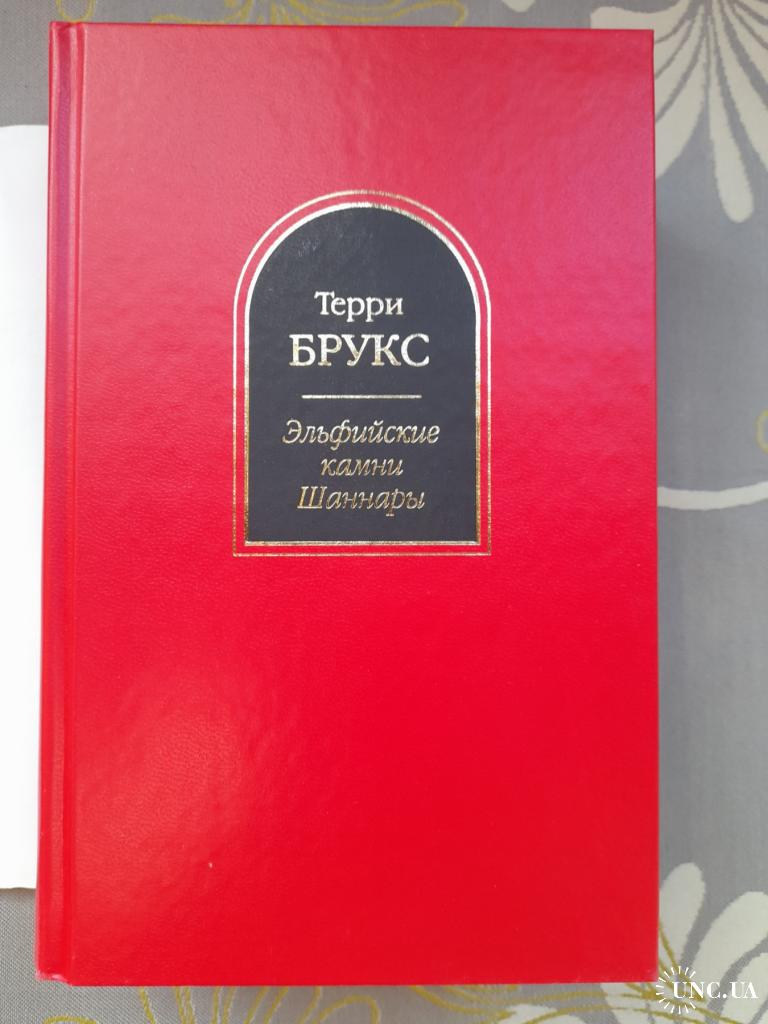 Терри
БРУКС
Эльфийские
камни
Шаннары
UNC.UA